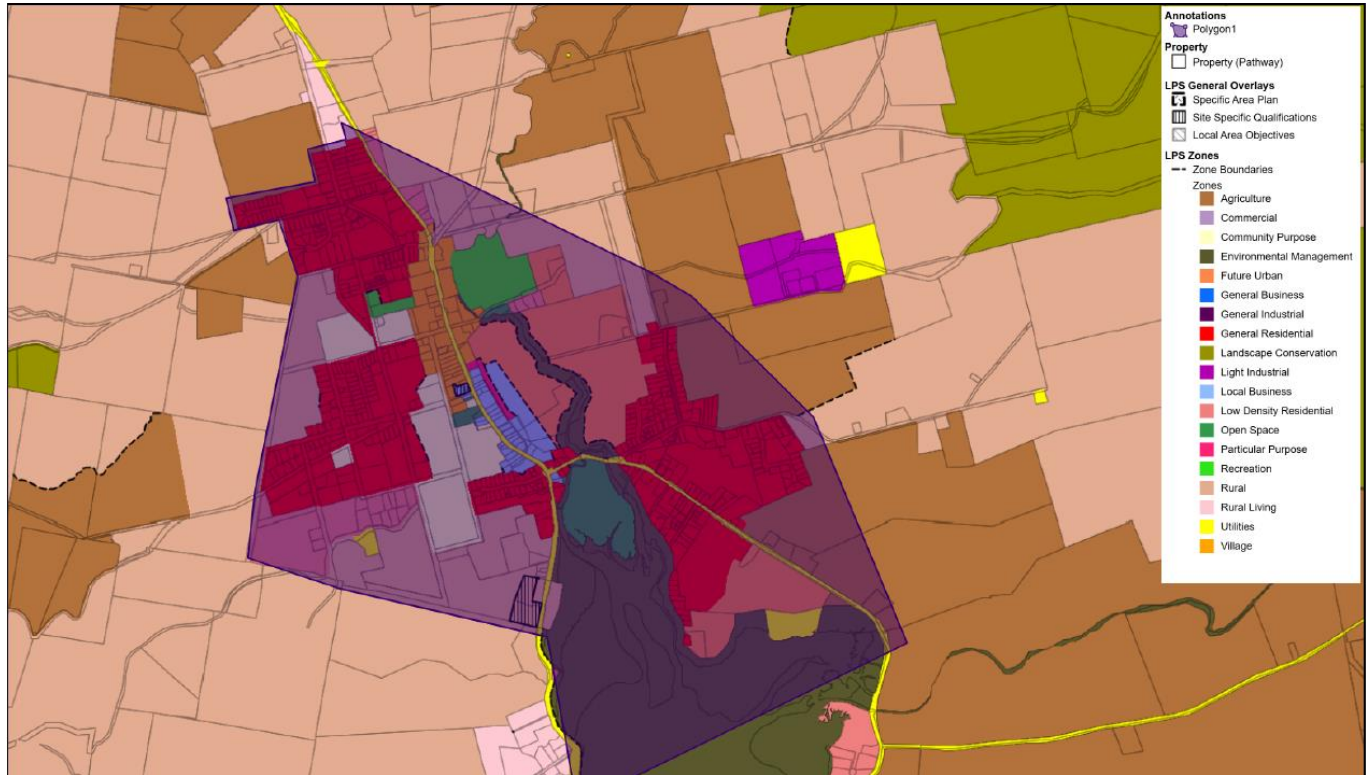 Annotations
Polygon1
Property
Property (Pathway)
LPS General Overlays
Specific Area Plan
Site Specific Qualifications
Local Area Objectives
LPS Zones
Zone Boundaries
Zones
Agriculture
Commercial
Community Purpose
Environmental Management
Future Urban
General Business
General Industrial
General Residential
Landscape Conservation
Light Industrial
Local Business
Low Density Residential
Open Space
Particular Purpose
Recreation
Rural
Rural Living
Utilities
Village